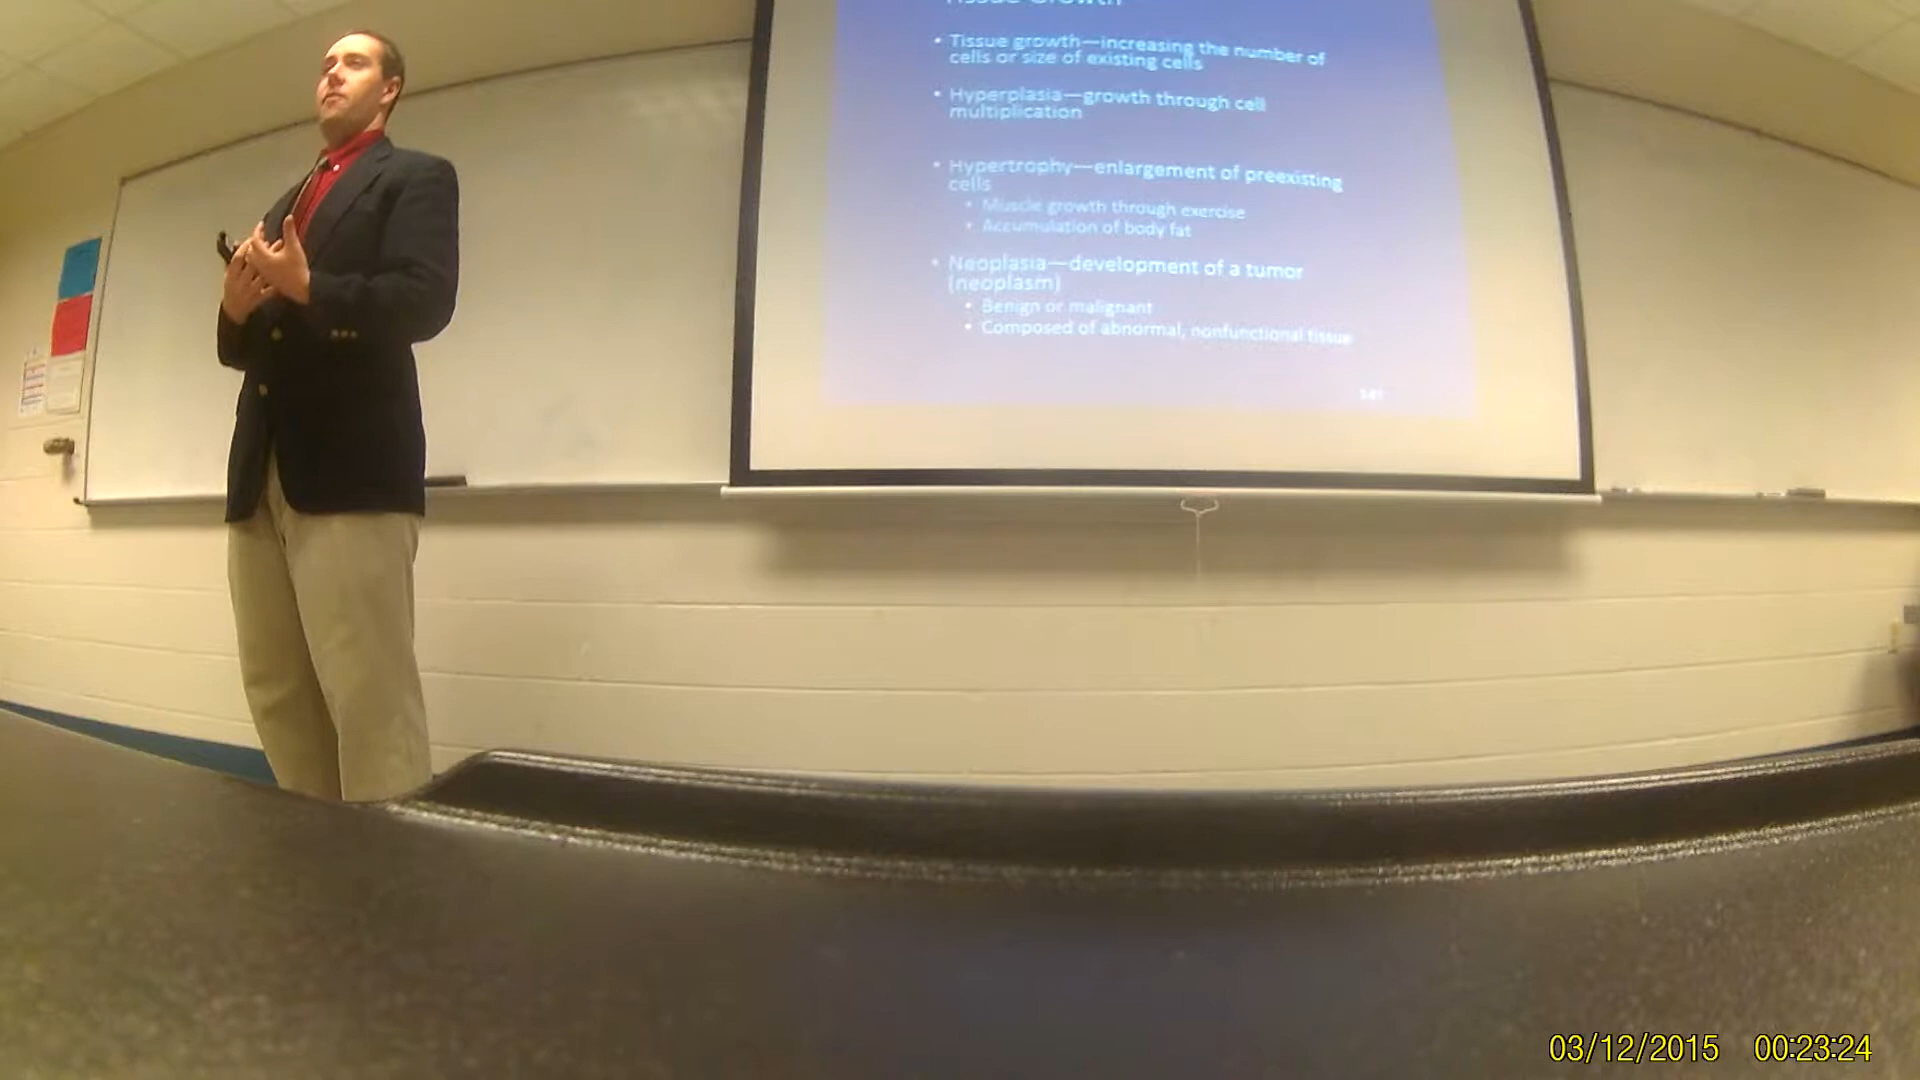 Tissue Growth
• Tissue growth—increasing the number of
cells or size of existing cells
• Hyperplasia—growth through cell
multiplication
• Hypertrophy—enlargement of preexisting
cells
• Muscle growth through exercise
• Accumulation of body fat
• Neoplasia—development of a tumor
(neoplasm)
• Benign or malignant
• Composed of abnormal, nonfunctional tissue
03/12/2015 00:23:24